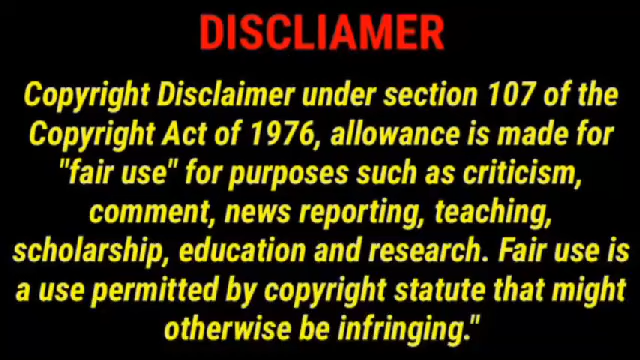 DISCLIAMER
Copyright Disclaimer under section 107 of the
Copyright Act of 1976, allowance is made for
"fair use" for purposes such as criticism,
comment, news reporting, teaching,
scholarship, education and research. Fair use is
a use permitted by copyright statute that might
otherwise be infringing."